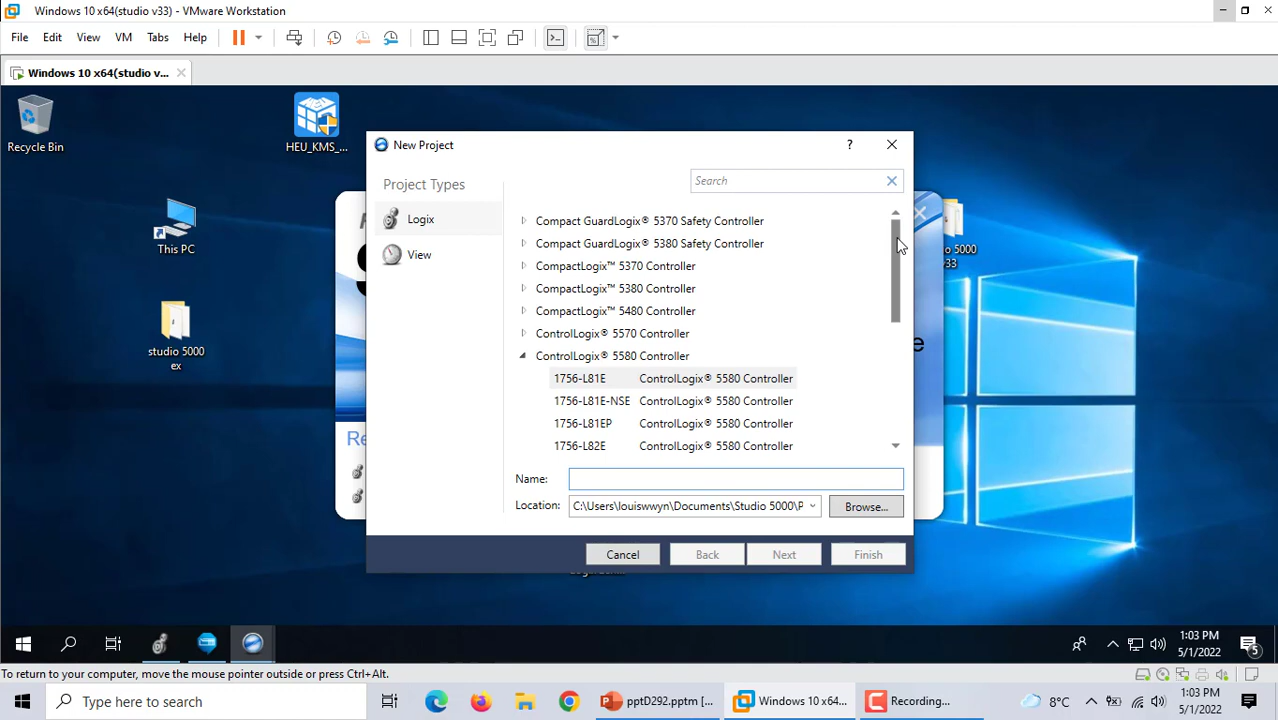 Windows 10 x64(studio v33) - VMware Workstation
File Edit View VM Tabs Help
Windows 10 x64(studio v...
Recycle Bin
HEU_KMS_...
This PC
studio 5000 ex
New Project
?
Project Types
Logix
View
Search
Compact GuardLogix® 5370 Safety Controller
Compact GuardLogix® 5380 Safety Controller
CompactLogix™ 5370 Controller
CompactLogix™ 5380 Controller
CompactLogix™ 5480 Controller
ControlLogix® 5570 Controller
ControlLogix® 5580 Controller
1756-L81E ControlLogix® 5580 Controller
1756-L81E-NSE ControlLogix® 5580 Controller
1756-L81EP ControlLogix® 5580 Controller
1756-L82E ControlLogix® 5580 Controller
Name:
Location: C:\Users\louiswwyn\Documents\Studio 5000\P Browse...
Cancel Back Next Finish
o 5000
33
Re
e
1:03 PM
5/1/2022
5
To return to your computer, move the mouse pointer outside or press Ctrl+Alt.
Type here to search
pptD292.pptm [...
Windows 10 x64...
Recording...
8°C
1:03 PM
5/1/2022